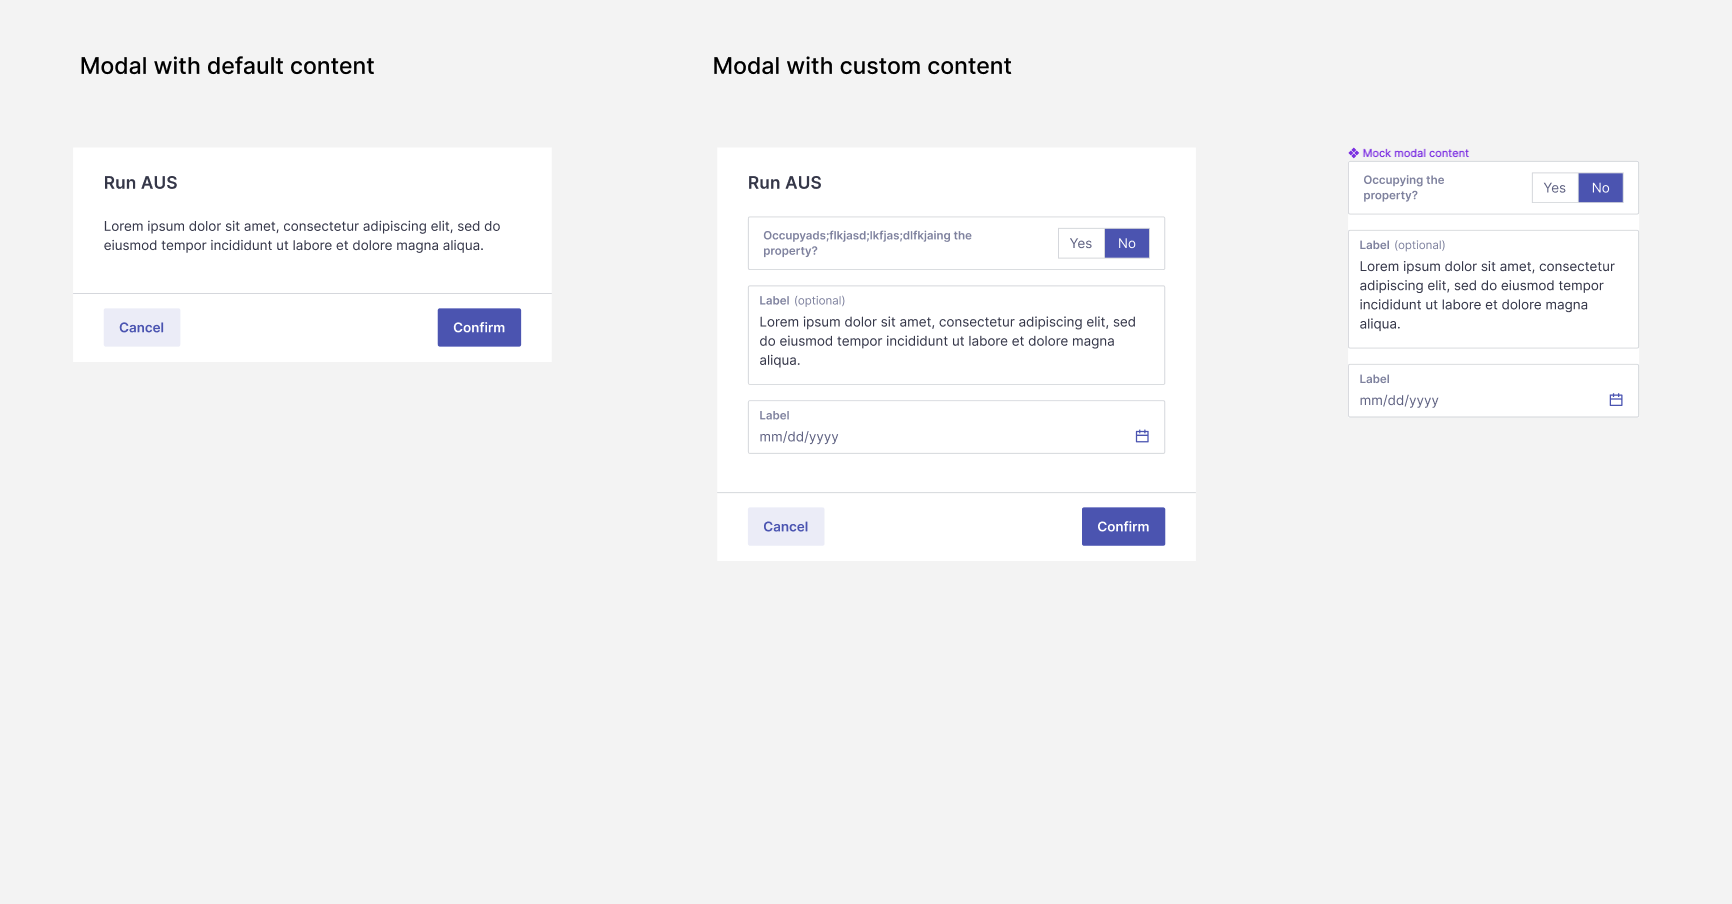 Modal with default content
Run AUS
Lorem ipsum dolor sit amet, consectetur adipiscing elit, sed do
eiusmod tempor incididunt ut labore et dolore magna aliqua.
Cancel
Confirm
Modal with custom content
Run AUS
Occupyads;flkjasd;lkfjas;dlfkjaing the
property?
Yes
No
Label (optional)
Lorem ipsum dolor sit amet, consectetur adipiscing elit, sed
do eiusmod tempor incididunt ut labore et dolore magna
aliqua.
Label
mm/dd/yyyy
Cancel
Confirm
Mock modal content
Occupying the
property?
Yes
No
Label (optional)
Lorem ipsum dolor sit amet, consectetur
adipiscing elit, sed do eiusmod tempor
incididunt ut labore et dolore magna
aliqua.
Label
mm/dd/yyyy